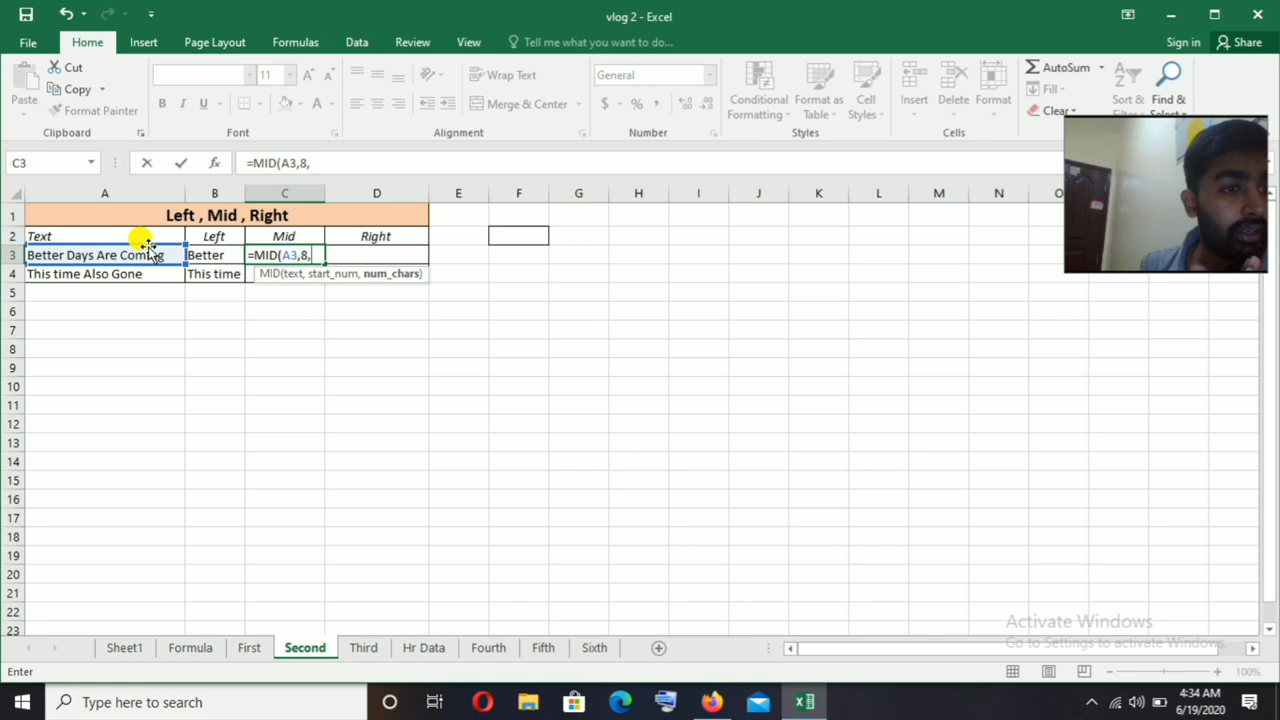 vlog 2 - Excel
File Home Insert Page Layout Formulas Data Review View Tell me what you want to do... Sign in Share
Paste Cut Copy Format Painter
11
Wrap Text
Merge & Center
General
Conditional Formatting Format as Table Cell Styles
Insert Delete Format
AutoSum Fill Clear Sort & Find &
Clipboard Font Alignment Number Styles Cells
C3 =MID(A3,8,
A B C D E F G H I J K L M N O
1 Left , Mid , Right
2 Text Left Mid Right
3 Better Days Are Coming Better =MID(A3,8,
4 This time Also Gone This time MID(text, start_num, num_chars)
5
6
7
8
9
10
11
12
13
14
15
16
17
18
19
20
21
22
23
Activate Windows
Go to Settings to activate Windows.
Sheet1 Formula First Second Third Hr Data Fourth Fifth Sixth
Enter 100%
Type here to search
4:34 AM
6/19/2020